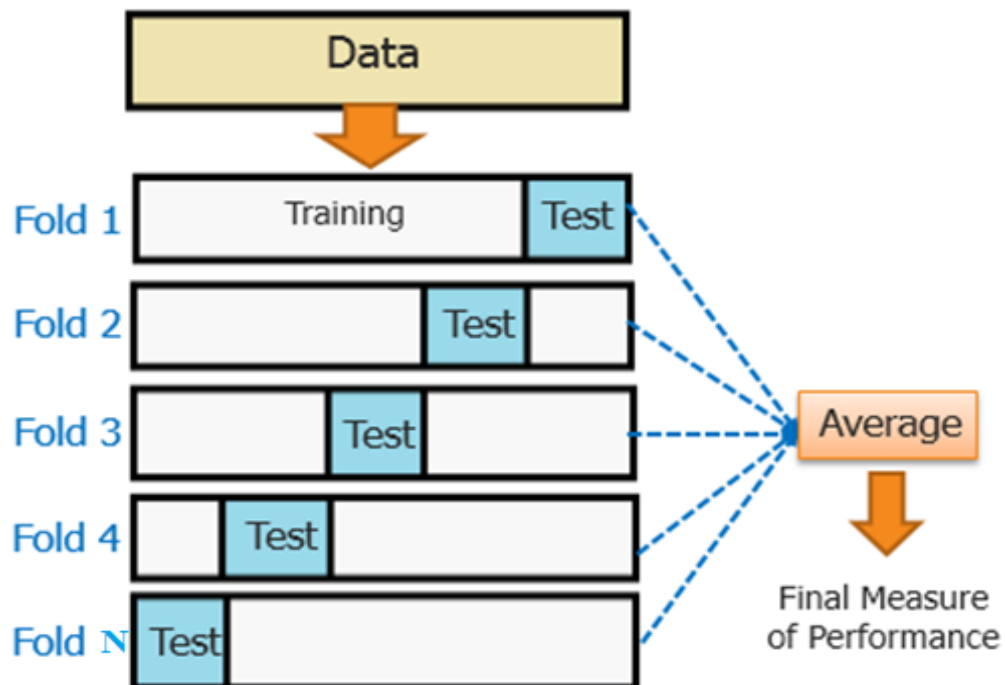 Data
Fold 1
Training
Test
Fold 2
Test
Fold 3
Test
Average
Fold 4
Test
Final Measure
of Performance
Fold N
Test